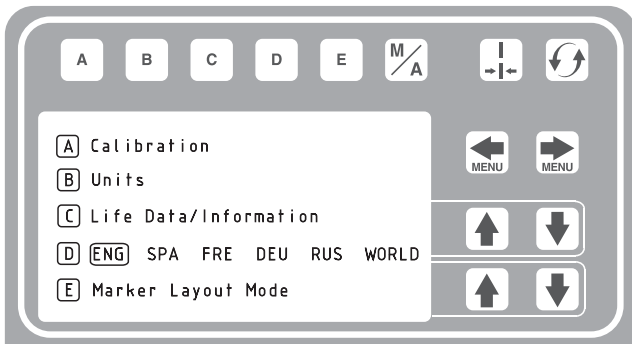 A B C D E M/A
A Calibration
B Units
C Life Data/Information
D ENG SPA FRE DEU RUS WORLD
E Marker Layout Mode
MENU MENU